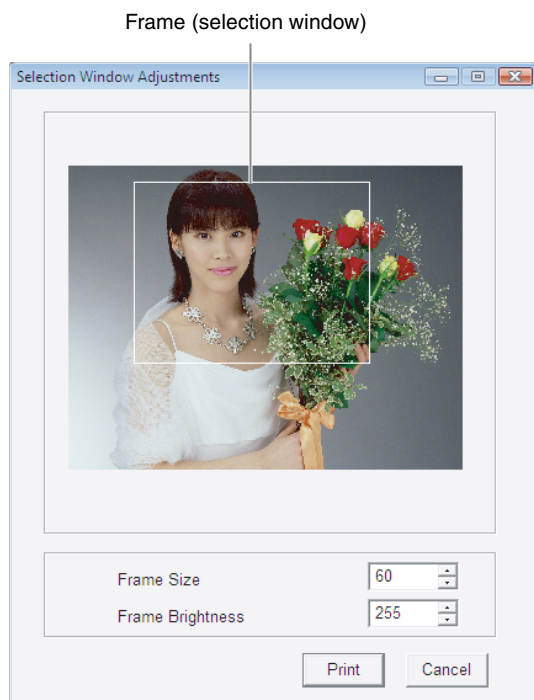 Frame (selection window)
Selection Window Adjustments
Frame Size 60
Frame Brightness 255
Print Cancel